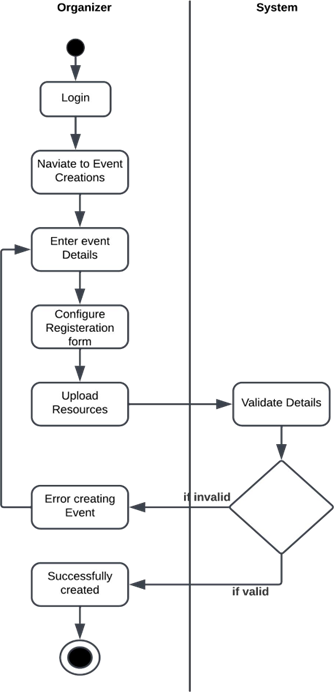 Organizer
System
Login
Naviate to Event
Creations
Enter event
Details
Configure
Registeration
form
Upload
Resources
Validate Details
Error creating
Event
if invalid
Successfully
created
if valid